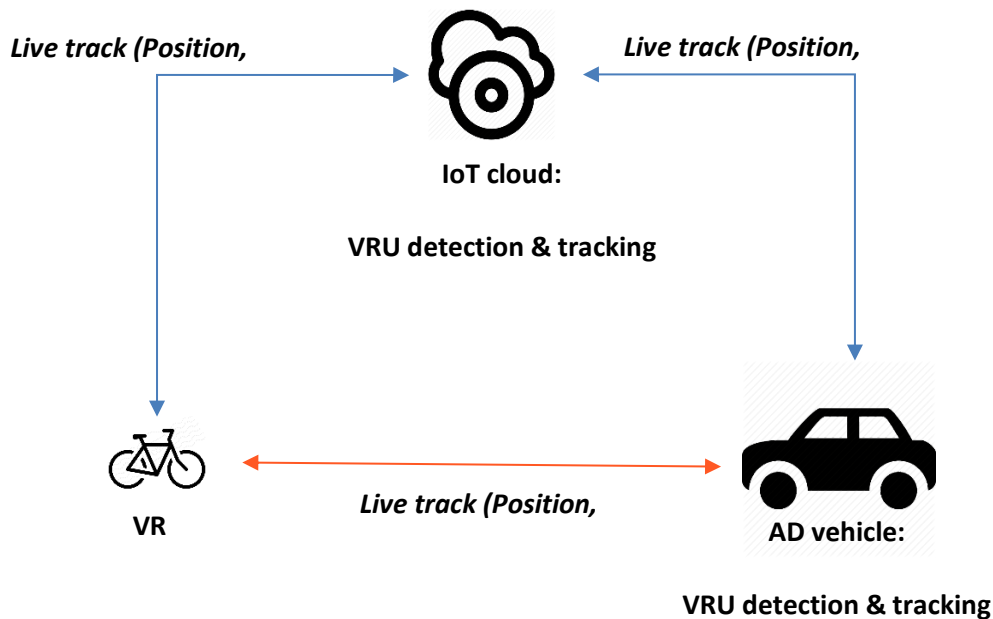 Live track (Position,
Live track (Position,
IoT cloud:
VRU detection & tracking
Live track (Position,
VR
AD vehicle:
VRU detection & tracking